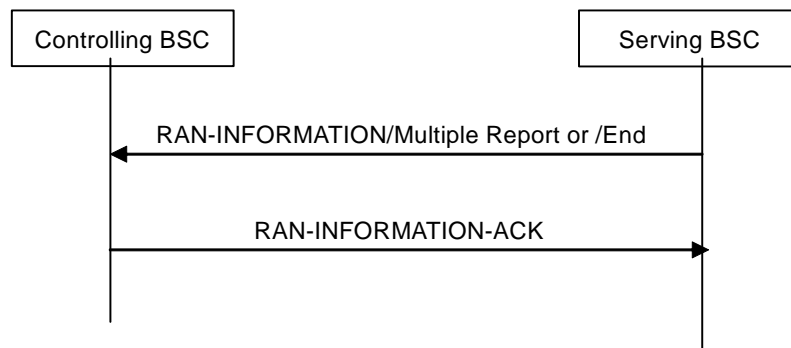 Controlling BSC
Serving BSC
RAN-INFORMATION/Multiple Report or /End
RAN-INFORMATION-ACK